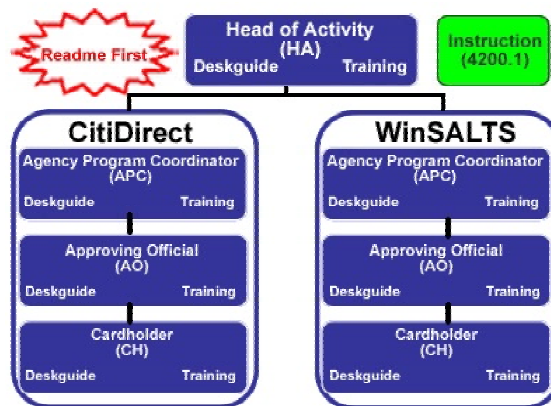 Readme First
Head of Activity
(HA)
Deskguide Training
Instruction
(4200.1)
CitiDirect
Agency Program Coordinator
(APC)
Deskguide Training
Approving Official
(AO)
Deskguide Training
Cardholder
(CH)
Deskguide Training
WinSALTS
Agency Program Coordinator
(APC)
Deskguide Training
Approving Official
(AO)
Deskguide Training
Cardholder
(CH)
Deskguide Training